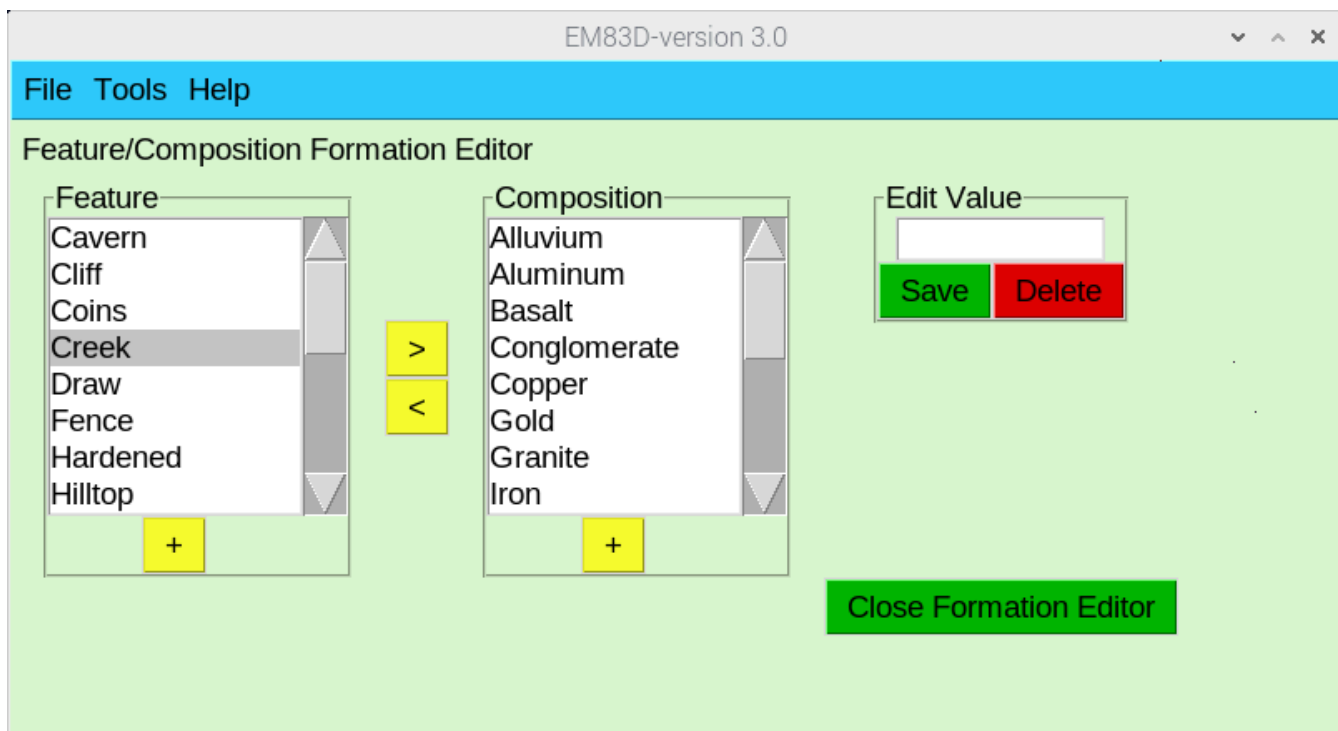 EM83D-version 3.0
File Tools Help
Feature/Composition Formation Editor
Feature
Cavern
Cliff
Coins
Creek
Draw
Fence
Hardened
Hilltop
+
>
<
Composition
Alluvium
Aluminum
Basalt
Conglomerate
Copper
Gold
Granite
Iron
+
Edit Value
Save Delete
Close Formation Editor